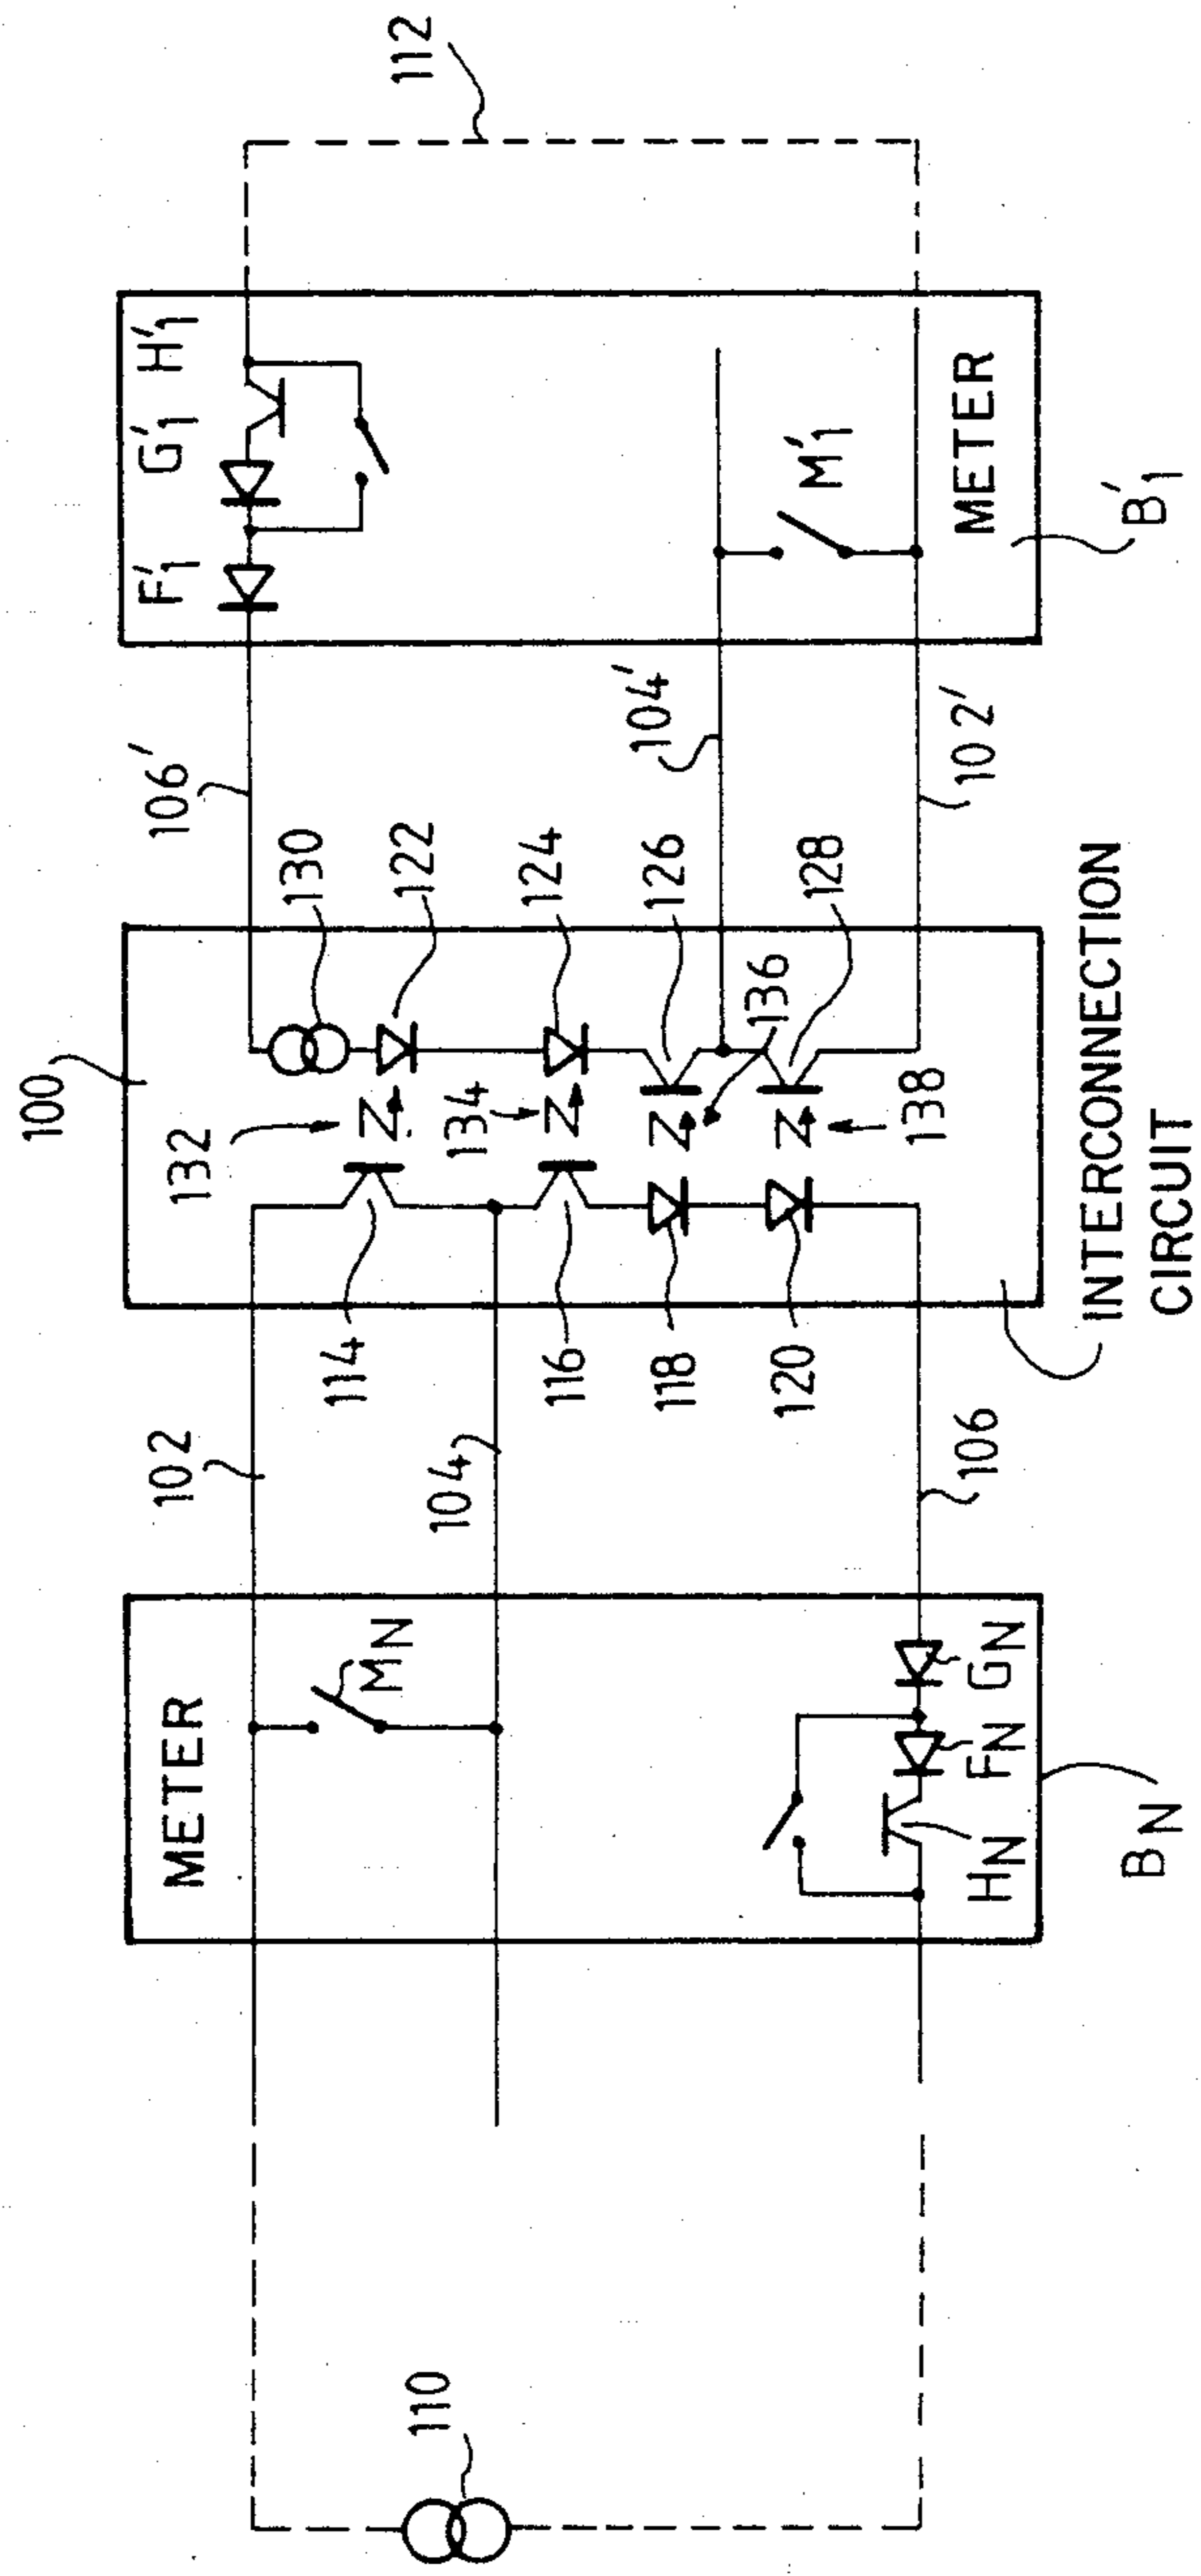 112
H'1
G'1
F'1
M'1
METER
B'1
106'
104'
102'
130
122
124
126
128
136
100
132
134
138
INTERCONNECTION
CIRCUIT
114
116
118
120
102
104
106
METER
MN
GN
FN
HN
BN
110